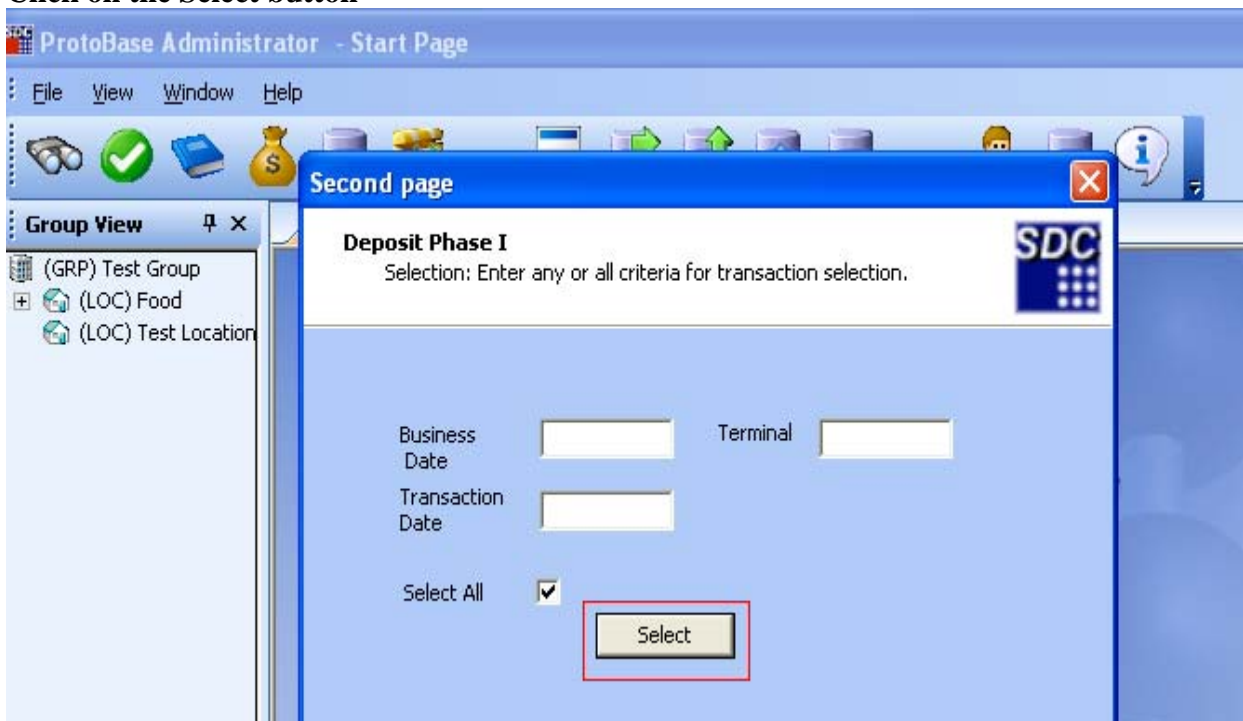 Click on the Select button
ProtoBase Administrator - Start Page
File View Window Help
$
i
Second page
Group View
Deposit Phase I
SDC
Selection: Enter any or all criteria for transaction selection.
(GRP) Test Group
(LOC) Food
(LOC) Test Location
Business
Date
Terminal
Transaction
Date
Select All
Select